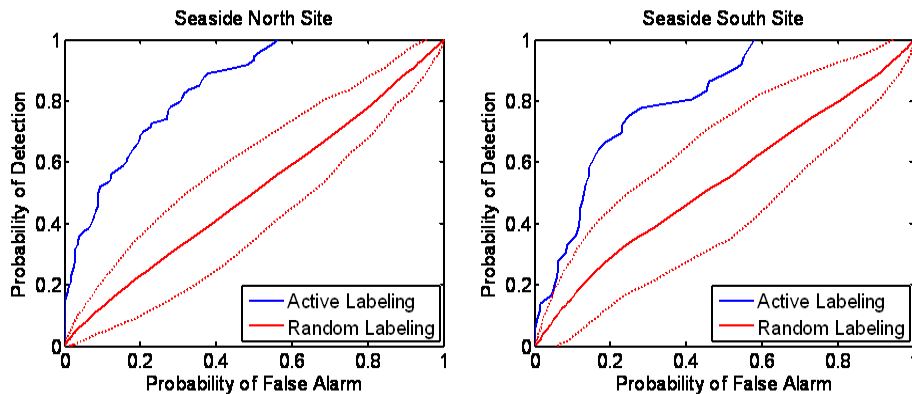 Seaside North Site
Probability of Detection
1
0.8
0.6
0.4
0.2
0
0
0.2
0.4
0.6
0.8
1
Probability of False Alarm
Active Labeling
Random Labeling
Seaside South Site
Probability of Detection
1
0.8
0.6
0.4
0.2
0
0
0.2
0.4
0.6
0.8
1
Probability of False Alarm
Active Labeling
Random Labeling